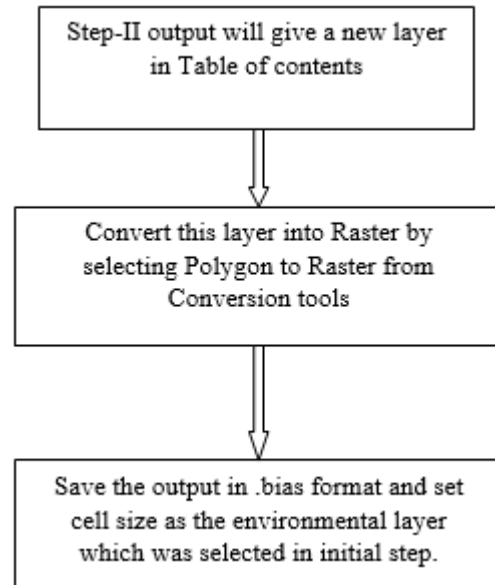 Step-II output will give a new layer
in Table of contents
Convert this layer into Raster by
selecting Polygon to Raster from
Conversion tools
Save the output in .bias format and set
cell size as the environmental layer
which was selected in initial step.